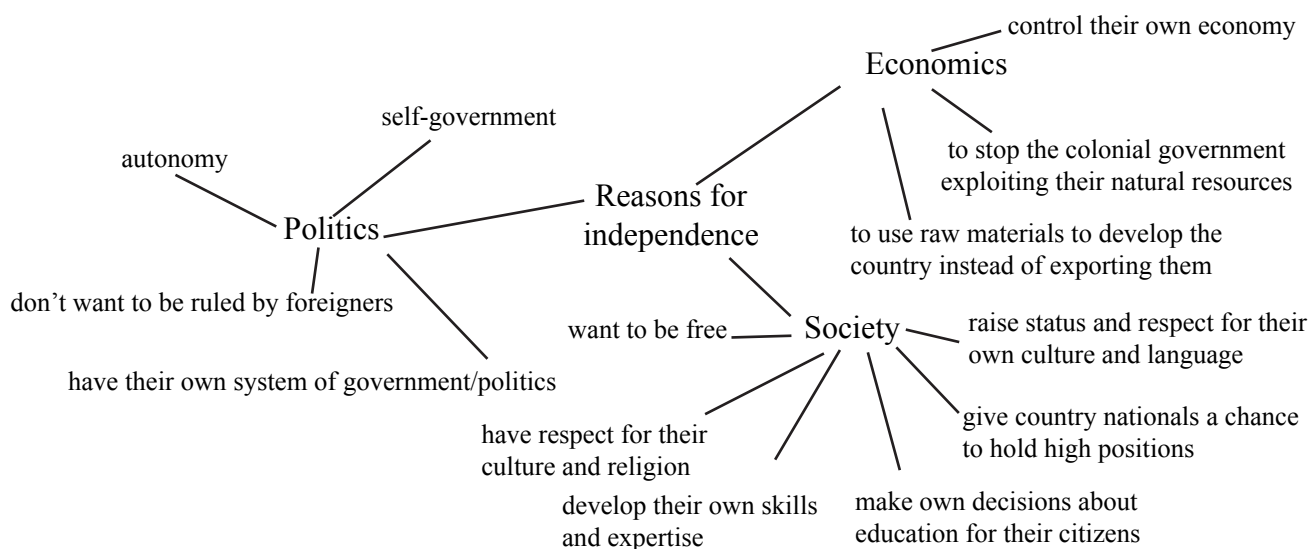 control their own economy
Economics
self-government
autonomy
to stop the colonial government
exploiting their natural resources
Reasons for
independence
Politics
to use raw materials to develop the
country instead of exporting them
don’t want to be ruled by foreigners
want to be free
Society
raise status and respect for their
own culture and language
have their own system of government/politics
give country nationals a chance
to hold high positions
have respect for their
culture and religion
develop their own skills
and expertise
make own decisions about
education for their citizens